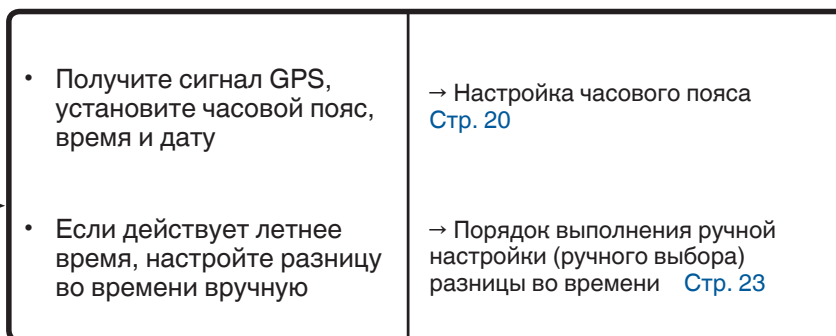 • Получите сигнал GPS,
установите часовой пояс,
время и дату
→ Настройка часового пояса
Стр. 20
• Если действует летнее
время, настройте разницу
во времени вручную
→ Порядок выполнения ручной
настройки (ручного выбора)
разницы во времени Стр. 23